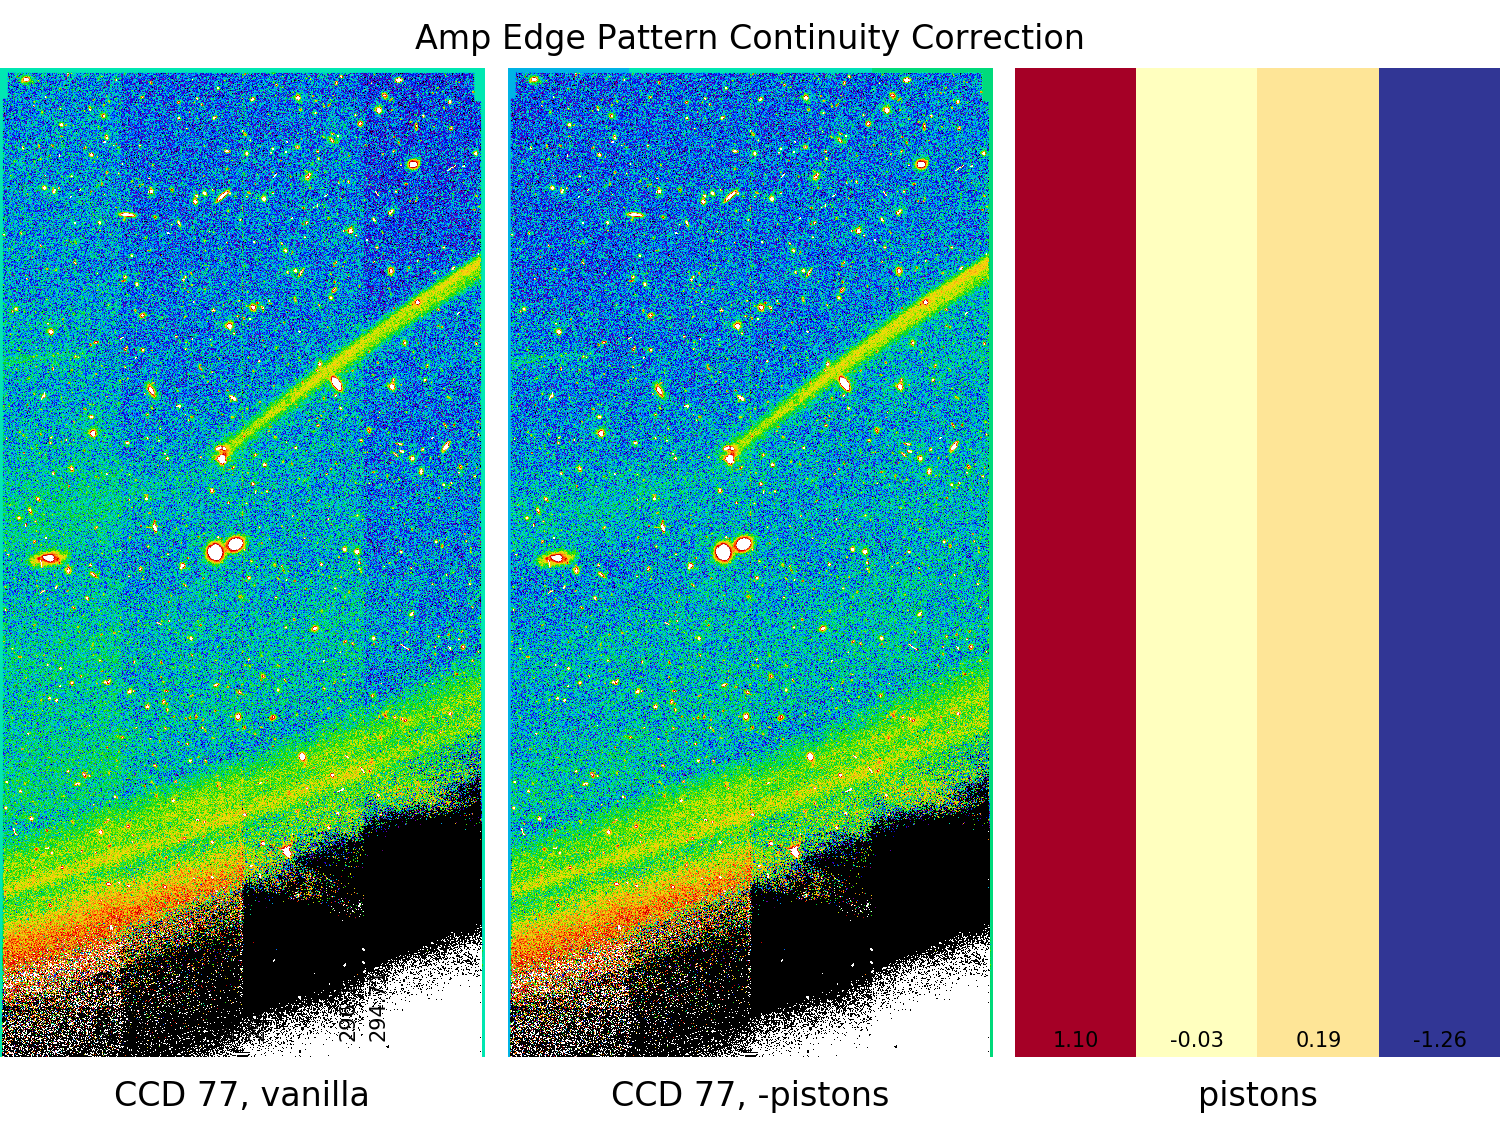 Amp Edge Pattern Continuity Correction
294.7
1.10 -0.03 0.19 -1.26
CCD 77, vanilla CCD 77, -pistons pistons